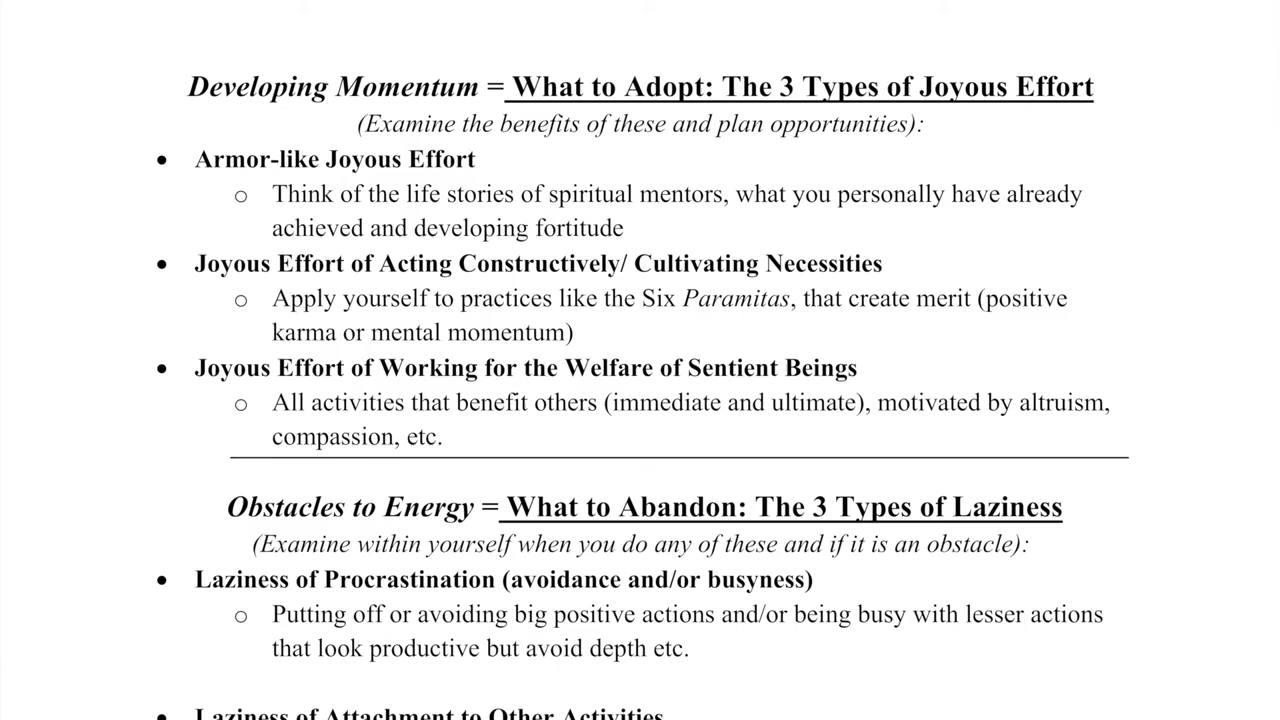 Developing Momentum = What to Adopt: The 3 Types of Joyous Effort
(Examine the benefits of these and plan opportunities):
• Armor-like Joyous Effort
o Think of the life stories of spiritual mentors, what you personally have already
achieved and developing fortitude
• Joyous Effort of Acting Constructively/ Cultivating Necessities
o Apply yourself to practices like the Six Paramitas, that create merit (positive
karma or mental momentum)
• Joyous Effort of Working for the Welfare of Sentient Beings
o All activities that benefit others (immediate and ultimate), motivated by altruism,
compassion, etc.
Obstacles to Energy = What to Abandon: The 3 Types of Laziness
(Examine within yourself when you do any of these and if it is an obstacle):
• Laziness of Procrastination (avoidance and/or busyness)
o Putting off or avoiding big positive actions and/or being busy with lesser actions
that look productive but avoid depth etc.
• Laziness of Attachment to Other Activities